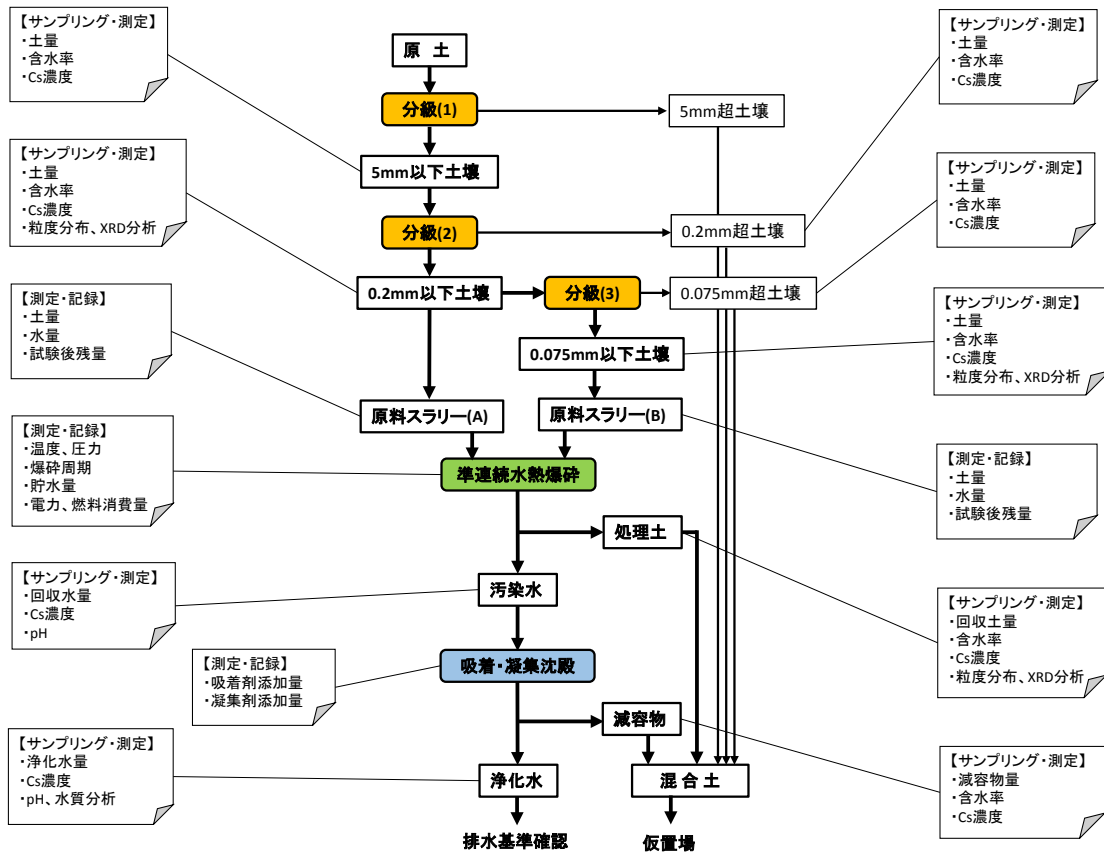 【サンプリング・測定】
・土量
・含水率
・Cs濃度
【サンプリング・測定】
・土量
・含水率
・Cs濃度
・粒度分布、XRD分析
【測定・記録】
・土量
・水量
・試験後残量
【測定・記録】
・温度、圧力
・爆砕周期
・貯水量
・電力、燃料消費量
【サンプリング・測定】
・回収水量
・Cs濃度
・pH
【測定・記録】
・吸着剤添加量
・凝集剤添加量
【サンプリング・測定】
・浄化水量
・Cs濃度
・pH、水質分析
原 土
分級(1)
5mm超土壌
5mm以下土壌
分級(2)
0.2mm超土壌
0.2mm以下土壌
分級(3)
0.075mm超土壌
0.075mm以下土壌
原料スラリー(A)
原料スラリー(B)
準連続水熱爆砕
処理土
汚染水
吸着・凝集沈殿
減容物
浄化水
混 合 土
排水基準確認
仮置場
【サンプリング・測定】
・土量
・含水率
・Cs濃度
【サンプリング・測定】
・土量
・含水率
・Cs濃度
【サンプリング・測定】
・土量
・含水率
・Cs濃度
・粒度分布、XRD分析
【測定・記録】
・土量
・水量
・試験後残量
【サンプリング・測定】
・回収土量
・含水率
・Cs濃度
・粒度分布、XRD分析
【サンプリング・測定】
・減容物量
・含水率
・Cs濃度